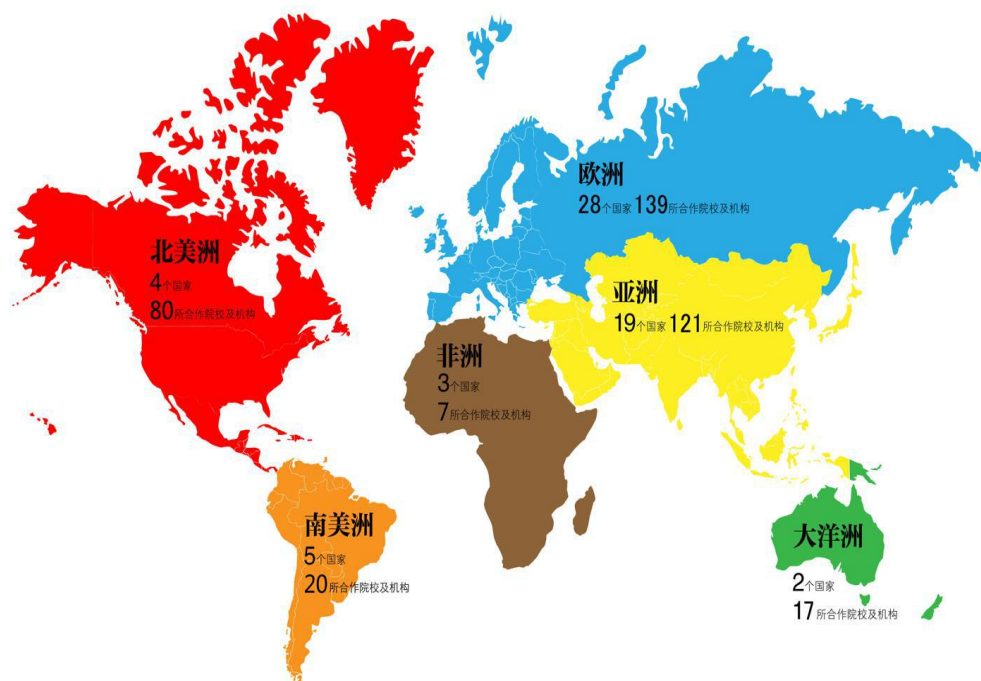 欧洲
28个国家 139所合作院校及机构
北美洲
4个国家
80所合作院校及机构
亚洲
19个国家 121所合作院校及机构
非洲
3个国家
7所合作院校及机构
南美洲
5个国家
20所合作院校及机构
大洋洲
2个国家
17所合作院校及机构